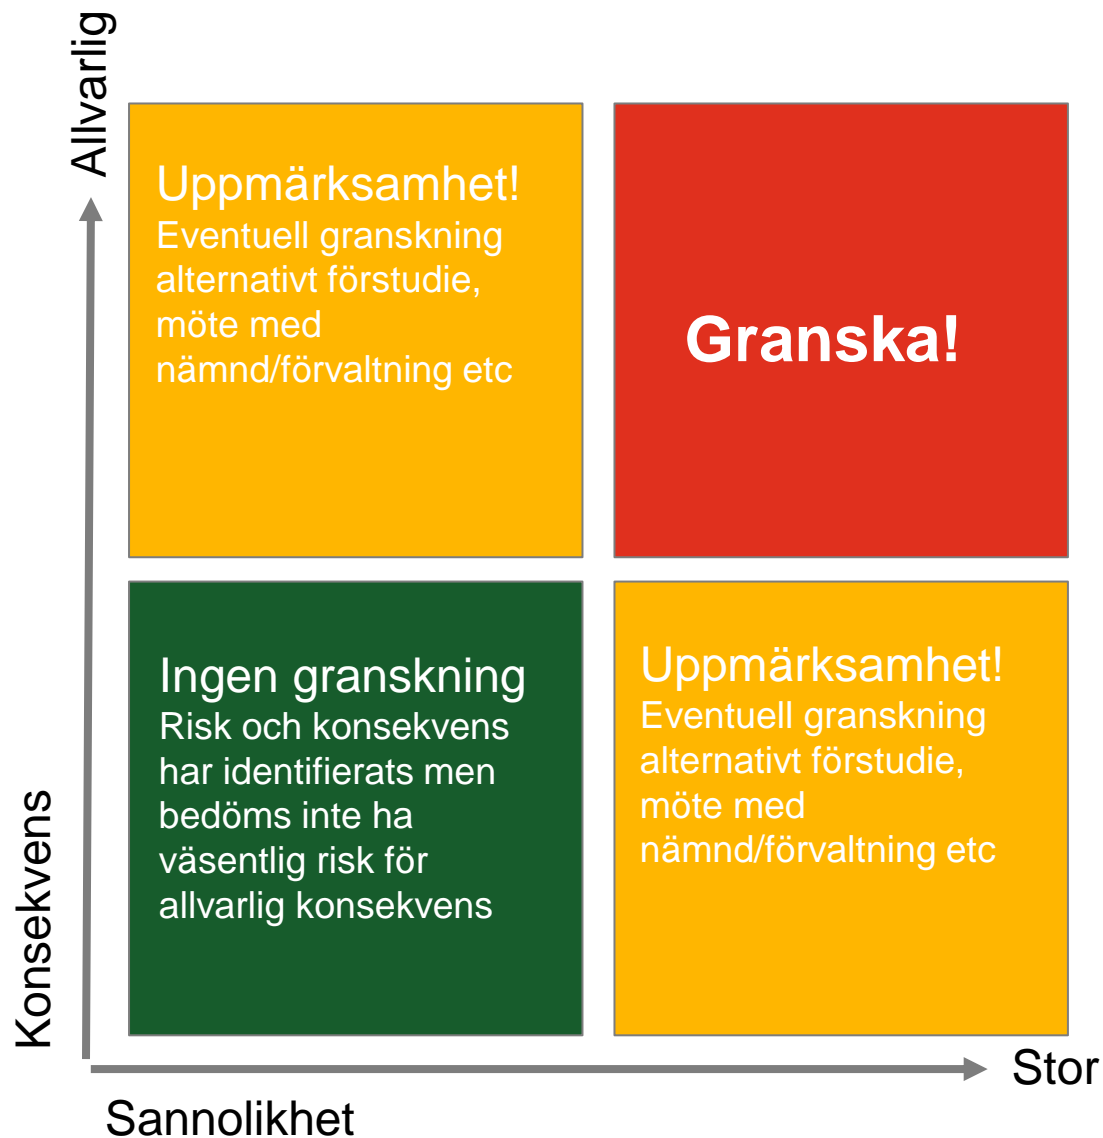 Allvarlig
Uppmärksamhet!
Eventuell granskning
alternativt förstudie,
möte med
nämnd/förvaltning etc
Granska!
Ingen granskning
Risk och konsekvens
har identifierats men
bedöms inte ha
väsentlig risk för
allvarlig konsekvens
Uppmärksamhet!
Eventuell granskning
alternativt förstudie,
möte med
nämnd/förvaltning etc
Konsekvens
Stor
Sannolikhet